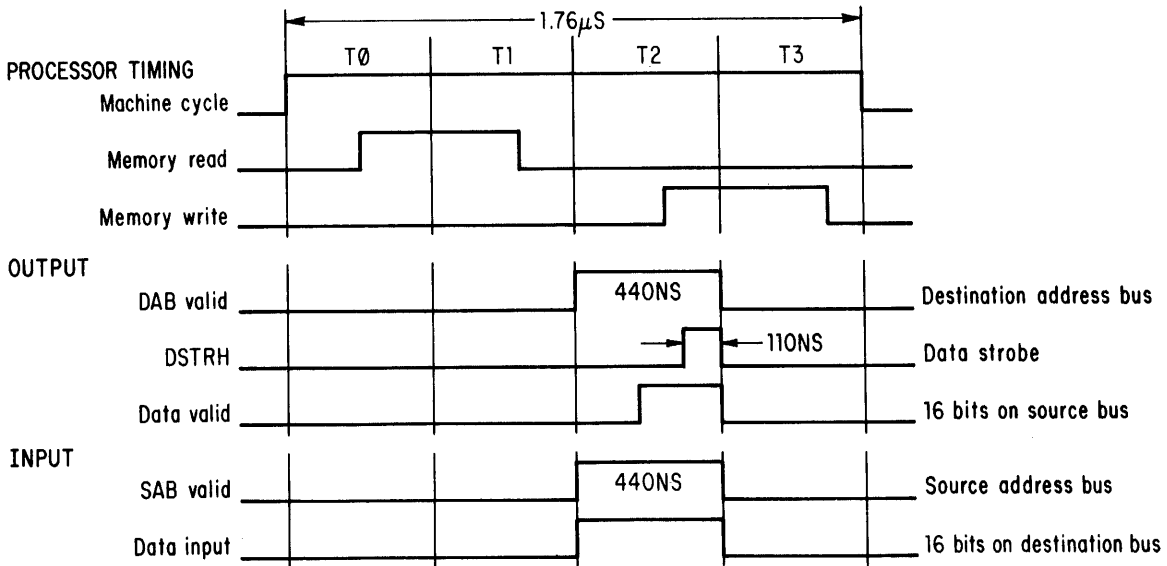 1.76μS
PROCESSOR TIMING
TØ T1 T2 T3
Machine cycle
Memory read
Memory write
OUTPUT
DAB valid 440NS Destination address bus
DSTRH 110NS Data strobe
Data valid 16 bits on source bus
INPUT
SAB valid 440NS Source address bus
Data input 16 bits on destination bus